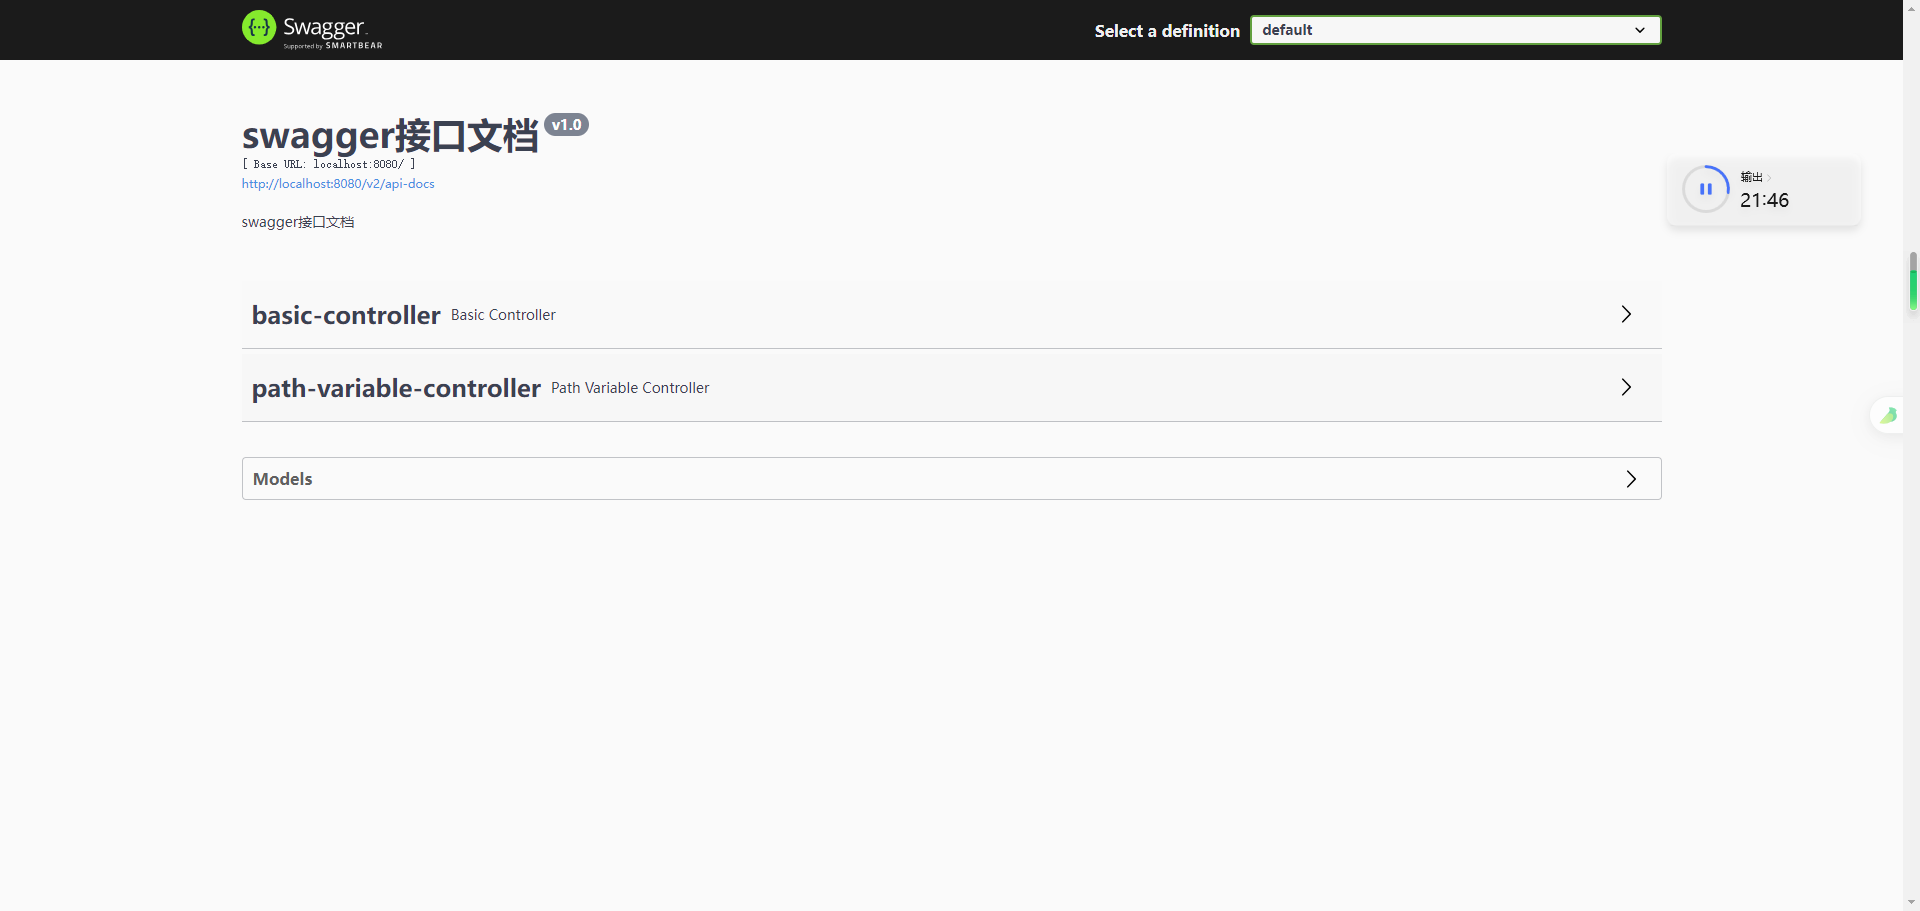 Swagger
Supported by SMARTBEAR
Select a definition
default
swagger接口文档 v1.0
[ Base URL: localhost:8080/ ]
http://localhost:8080/v2/api-docs
输出
21:46
swagger接口文档
basic-controller Basic Controller
path-variable-controller Path Variable Controller
Models